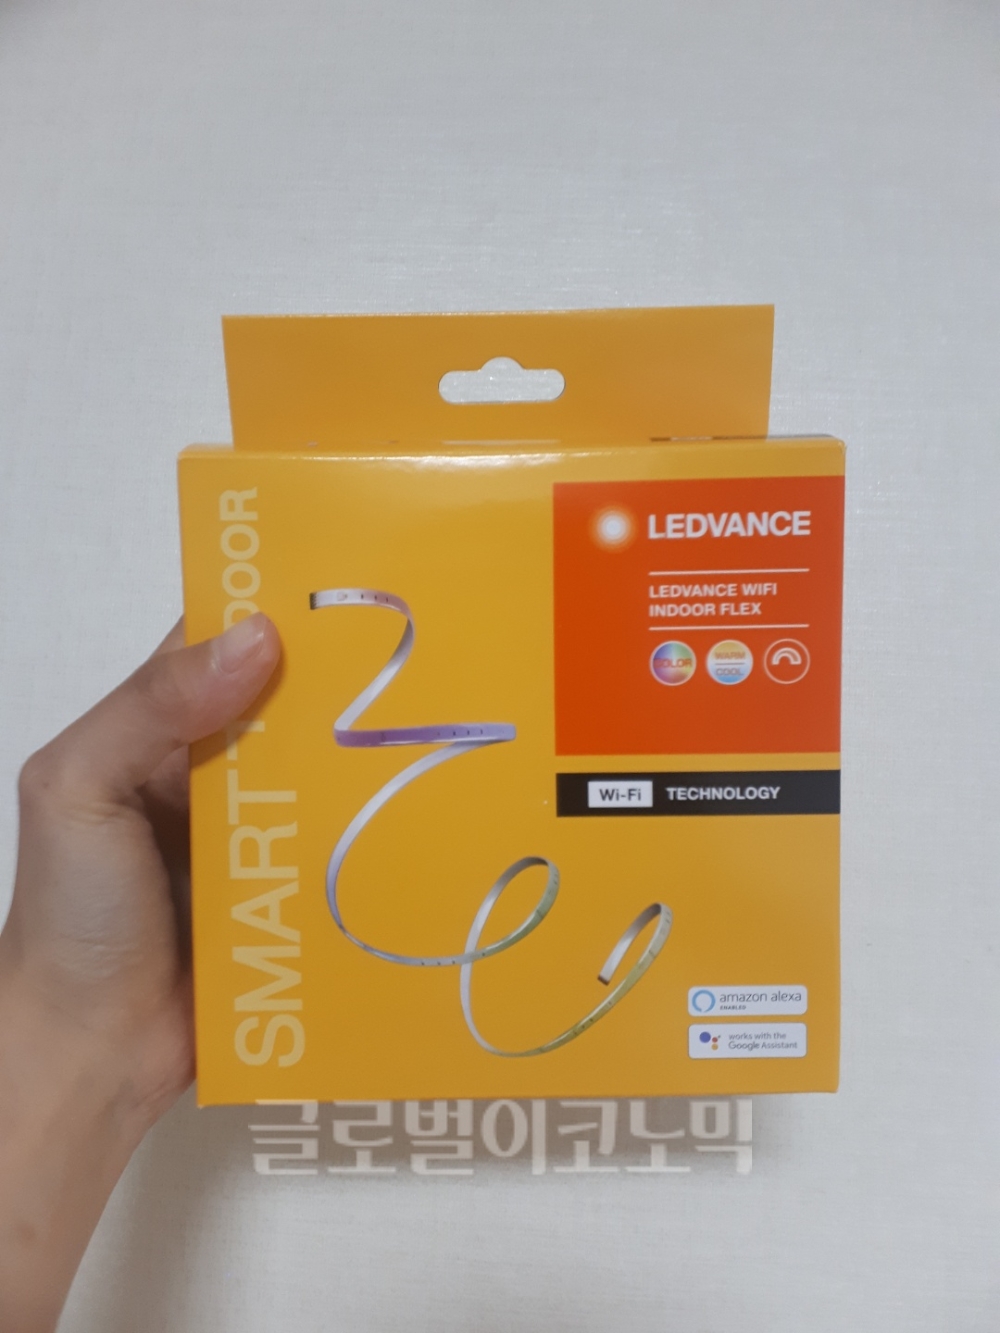 LEDVANCE
LEDVANCE WIFI
INDOOR FLEX
COLOR
WARM
COOL
Wi-Fi TECHNOLOGY
SMART
amazon alexa
ENABLED
works with the
Google Assistant
글로벌이코노믹